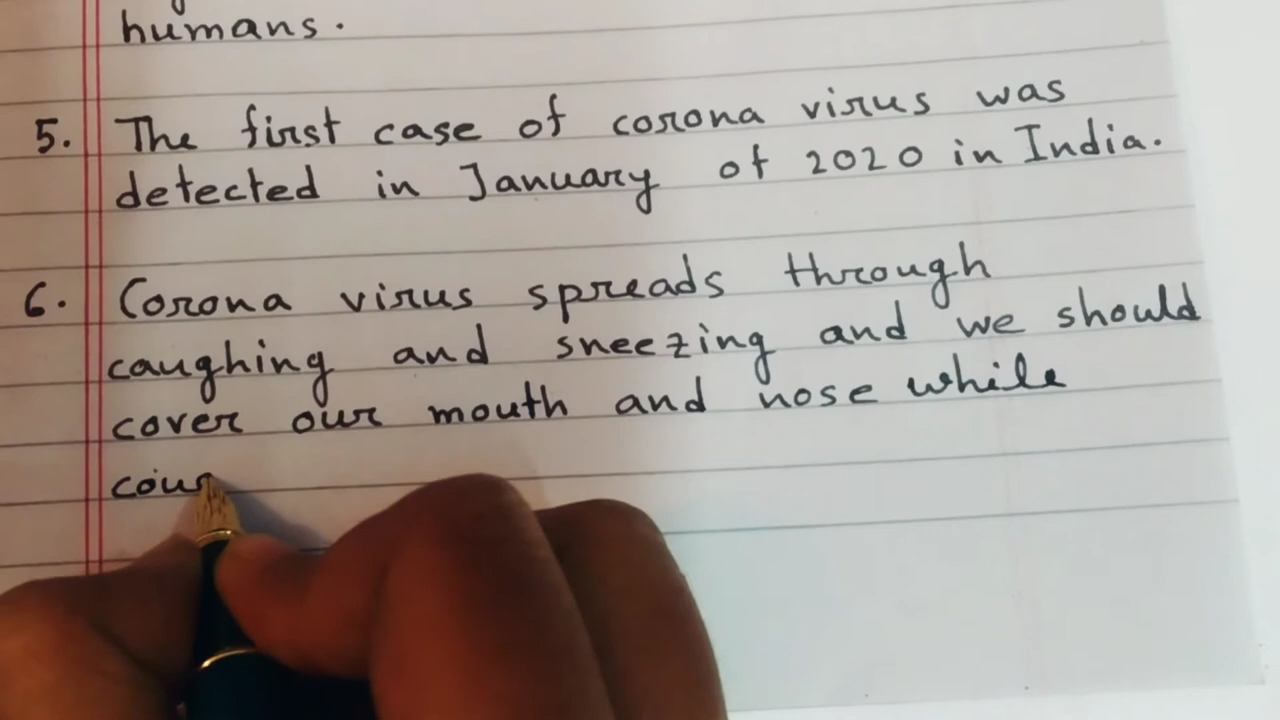 humans.
5. The first case of corona virus was
detected in January of 2020 in India.
6. Corona virus spreads through
caughing and sneezing and we should
cover our mouth and nose while